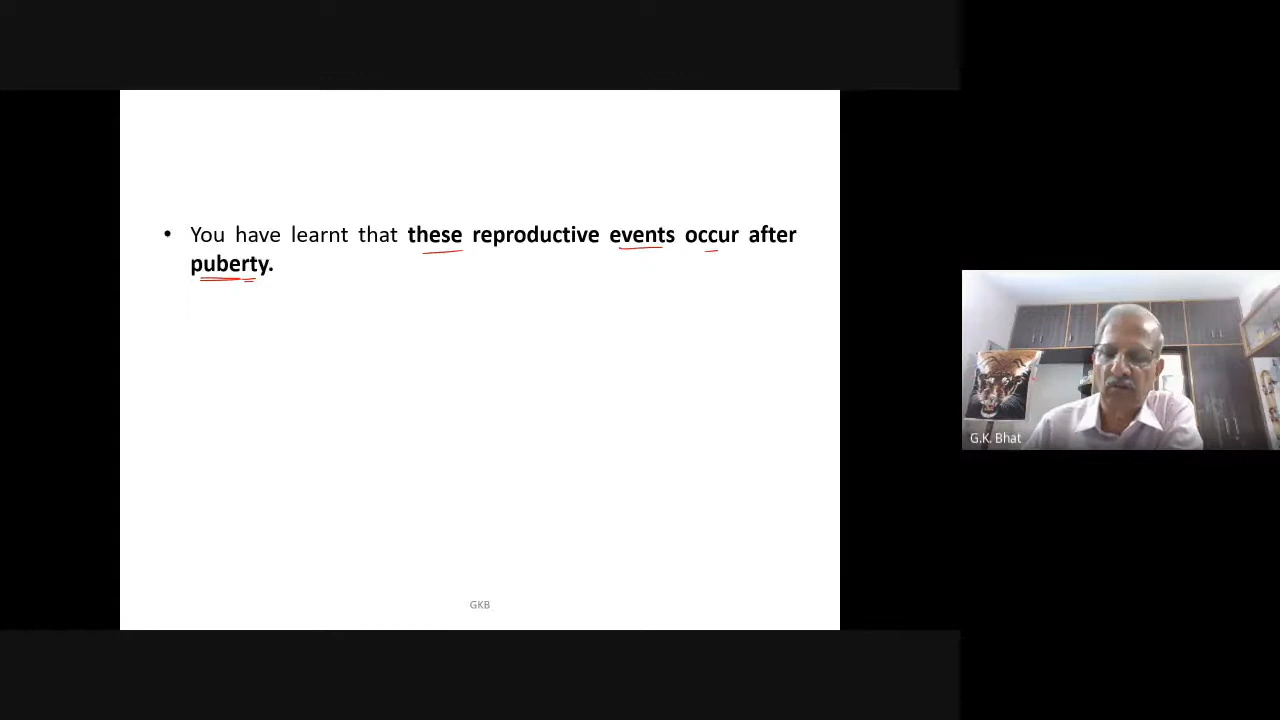 • You have learnt that these reproductive events occur after
puberty.
G.K. Bhat
GKB